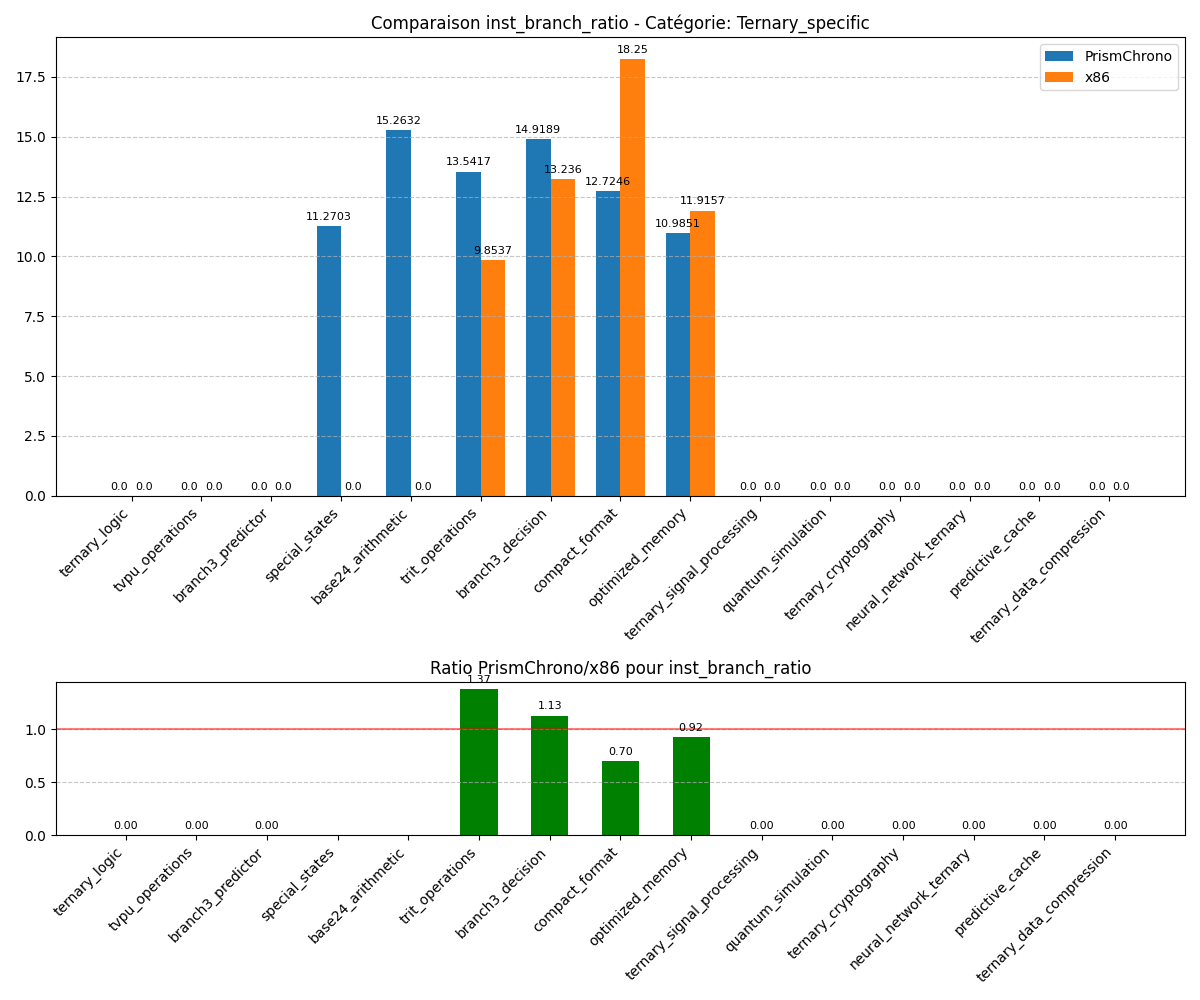 Comparaison inst_branch_ratio - Catégorie: Ternary_specific
PrismChrono
x86
17.5
15.0
12.5
10.0
7.5
5.0
2.5
0.0
0.0 0.0
0.0 0.0
0.0 0.0
11.2703 0.0
15.2632 0.0
13.5417 9.8537
14.9189 13.236
12.7246 18.25
10.9851 11.9157
0.0 0.0
0.0 0.0
0.0 0.0
0.0 0.0
0.0 0.0
0.0 0.0
ternary_logic
tvpu_operations
branch3_predictor
special_states
base24_arithmetic
trit_operations
branch3_decision
compact_format
optimized_memory
ternary_signal_processing
quantum_simulation
ternary_cryptography
neural_network_ternary
predictive_cache
ternary_data_compression
Ratio PrismChrono/x86 pour inst_branch_ratio
1.0
0.5
0.0
0.00
0.00
0.00
1.37
1.13
0.70
0.92
0.00
0.00
0.00
0.00
0.00
0.00
ternary_logic
tvpu_operations
branch3_predictor
special_states
base24_arithmetic
trit_operations
branch3_decision
compact_format
optimized_memory
ternary_signal_processing
quantum_simulation
ternary_cryptography
neural_network_ternary
predictive_cache
ternary_data_compression